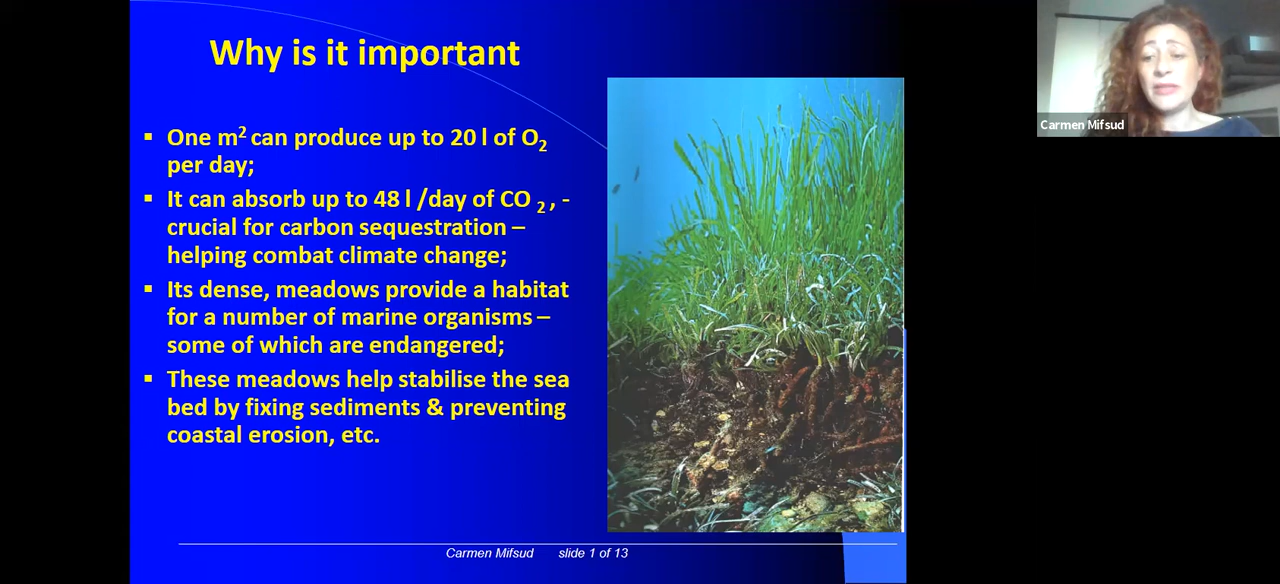 Why is it important
▪ One m² can produce up to 20 l of O₂
per day;
▪ It can absorb up to 48 l /day of CO ₂ , -
crucial for carbon sequestration –
helping combat climate change;
▪ Its dense, meadows provide a habitat
for a number of marine organisms –
some of which are endangered;
▪ These meadows help stabilise the sea
bed by fixing sediments & preventing
coastal erosion, etc.
Carmen Mifsud slide 1 of 13
Carmen Mifsud